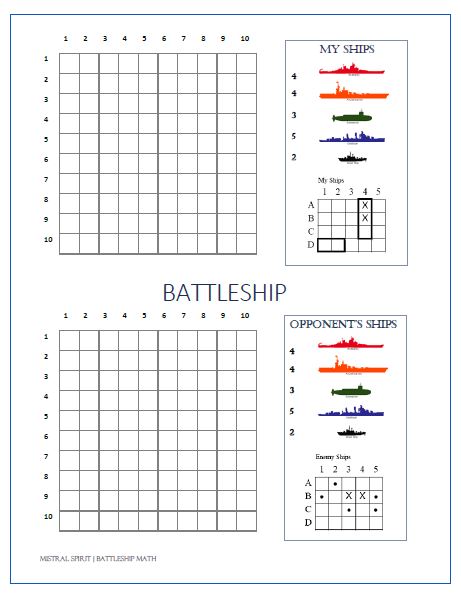 1 2 3 4 5 6 7 8 9 10
1
2
3
4
5
6
7
8
9
10
MY SHIPS
4
4
3
5
2
My Ships
1 2 3 4 5
A X
B X
C
D
BATTLESHIP
1 2 3 4 5 6 7 8 9 10
1
2
3
4
5
6
7
8
9
10
OPPONENT'S SHIPS
4
4
3
5
2
Enemy Ships
1 2 3 4 5
A •
B • X X •
C • •
D
MISTRAL SPIRIT | BATTLESHIP MATH